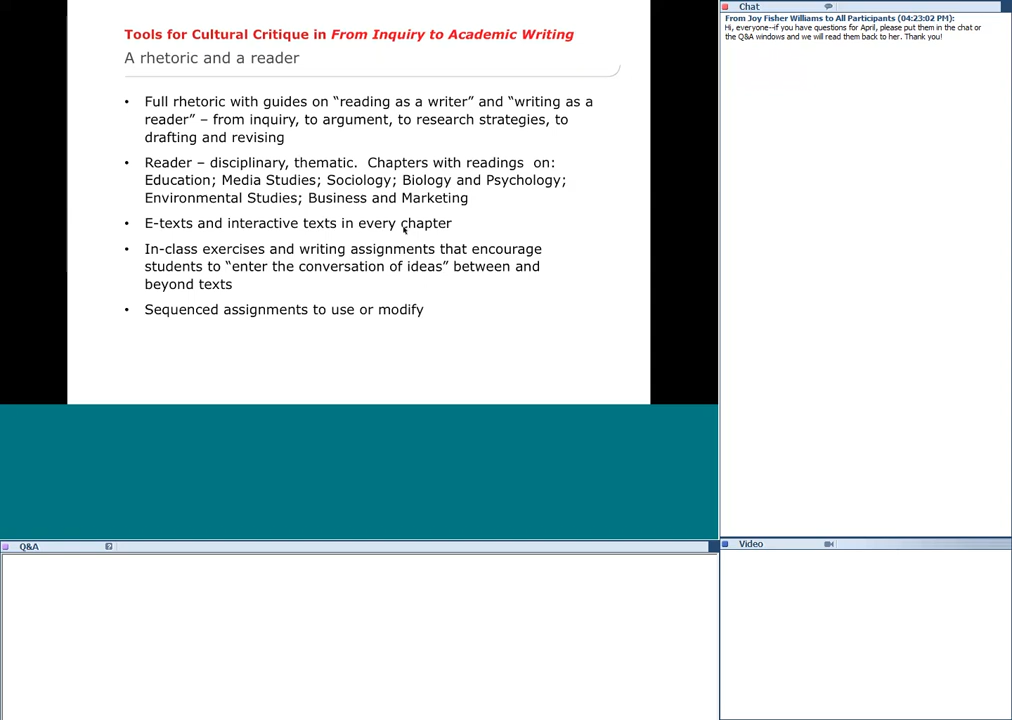 Tools for Cultural Critique in From Inquiry to Academic Writing
A rhetoric and a reader
• Full rhetoric with guides on “reading as a writer” and “writing as a
reader” – from inquiry, to argument, to research strategies, to
drafting and revising
• Reader – disciplinary, thematic. Chapters with readings on:
Education; Media Studies; Sociology; Biology and Psychology;
Environmental Studies; Business and Marketing
• E-texts and interactive texts in every chapter
• In-class exercises and writing assignments that encourage
students to “enter the conversation of ideas” between and
beyond texts
• Sequenced assignments to use or modify
Chat
From Joy Fisher Williams to All Participants (04:23:02 PM):
Hi, everyone--if you have questions for April, please put them in the chat or
the Q&A windows and we will read them back to her. Thank you!
Q&A
Video